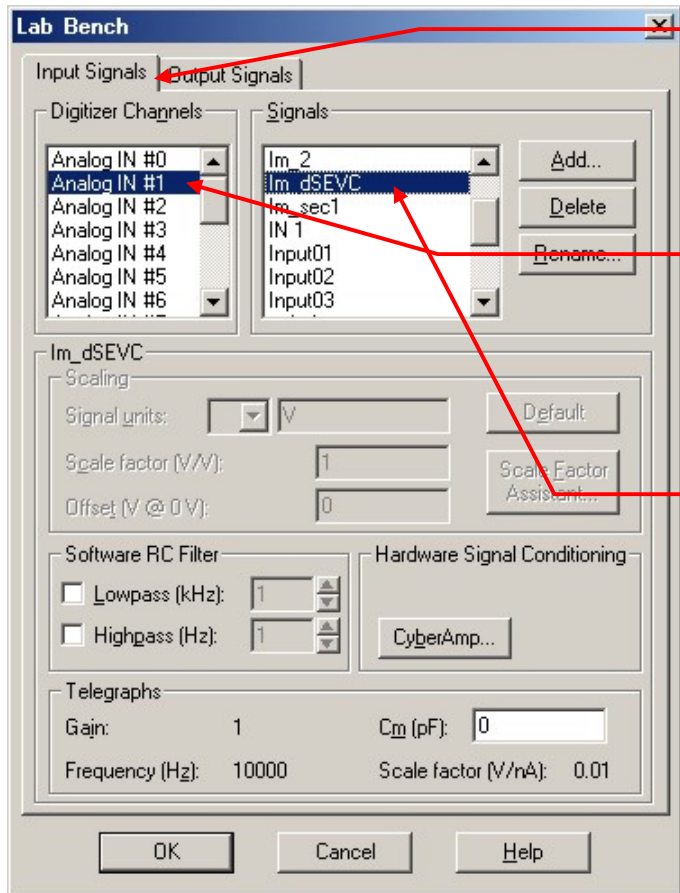 Lab Bench
Input Signals Output Signals
Digitizer Channels
Analog IN #0
Analog IN #1
Analog IN #2
Analog IN #3
Analog IN #4
Analog IN #5
Analog IN #6
Signals
Im_2
Im_dSEVC
Im_sec1
IN 1
Input01
Input02
Input03
Add...
Delete
Rename...
Im_dSEVC
Scaling
Signal units: V
Scale factor (V/V): 1
Offset (V @ 0 V): 0
Default
Scale Factor
Assistant...
Software RC Filter
Lowpass (kHz): 1
Highpass (Hz): 1
Hardware Signal Conditioning
CyberAmp...
Telegraphs
Gain: 1 Cm (pF): 0
Frequency (Hz): 10000 Scale factor (V/nA): 0.01
OK Cancel Help